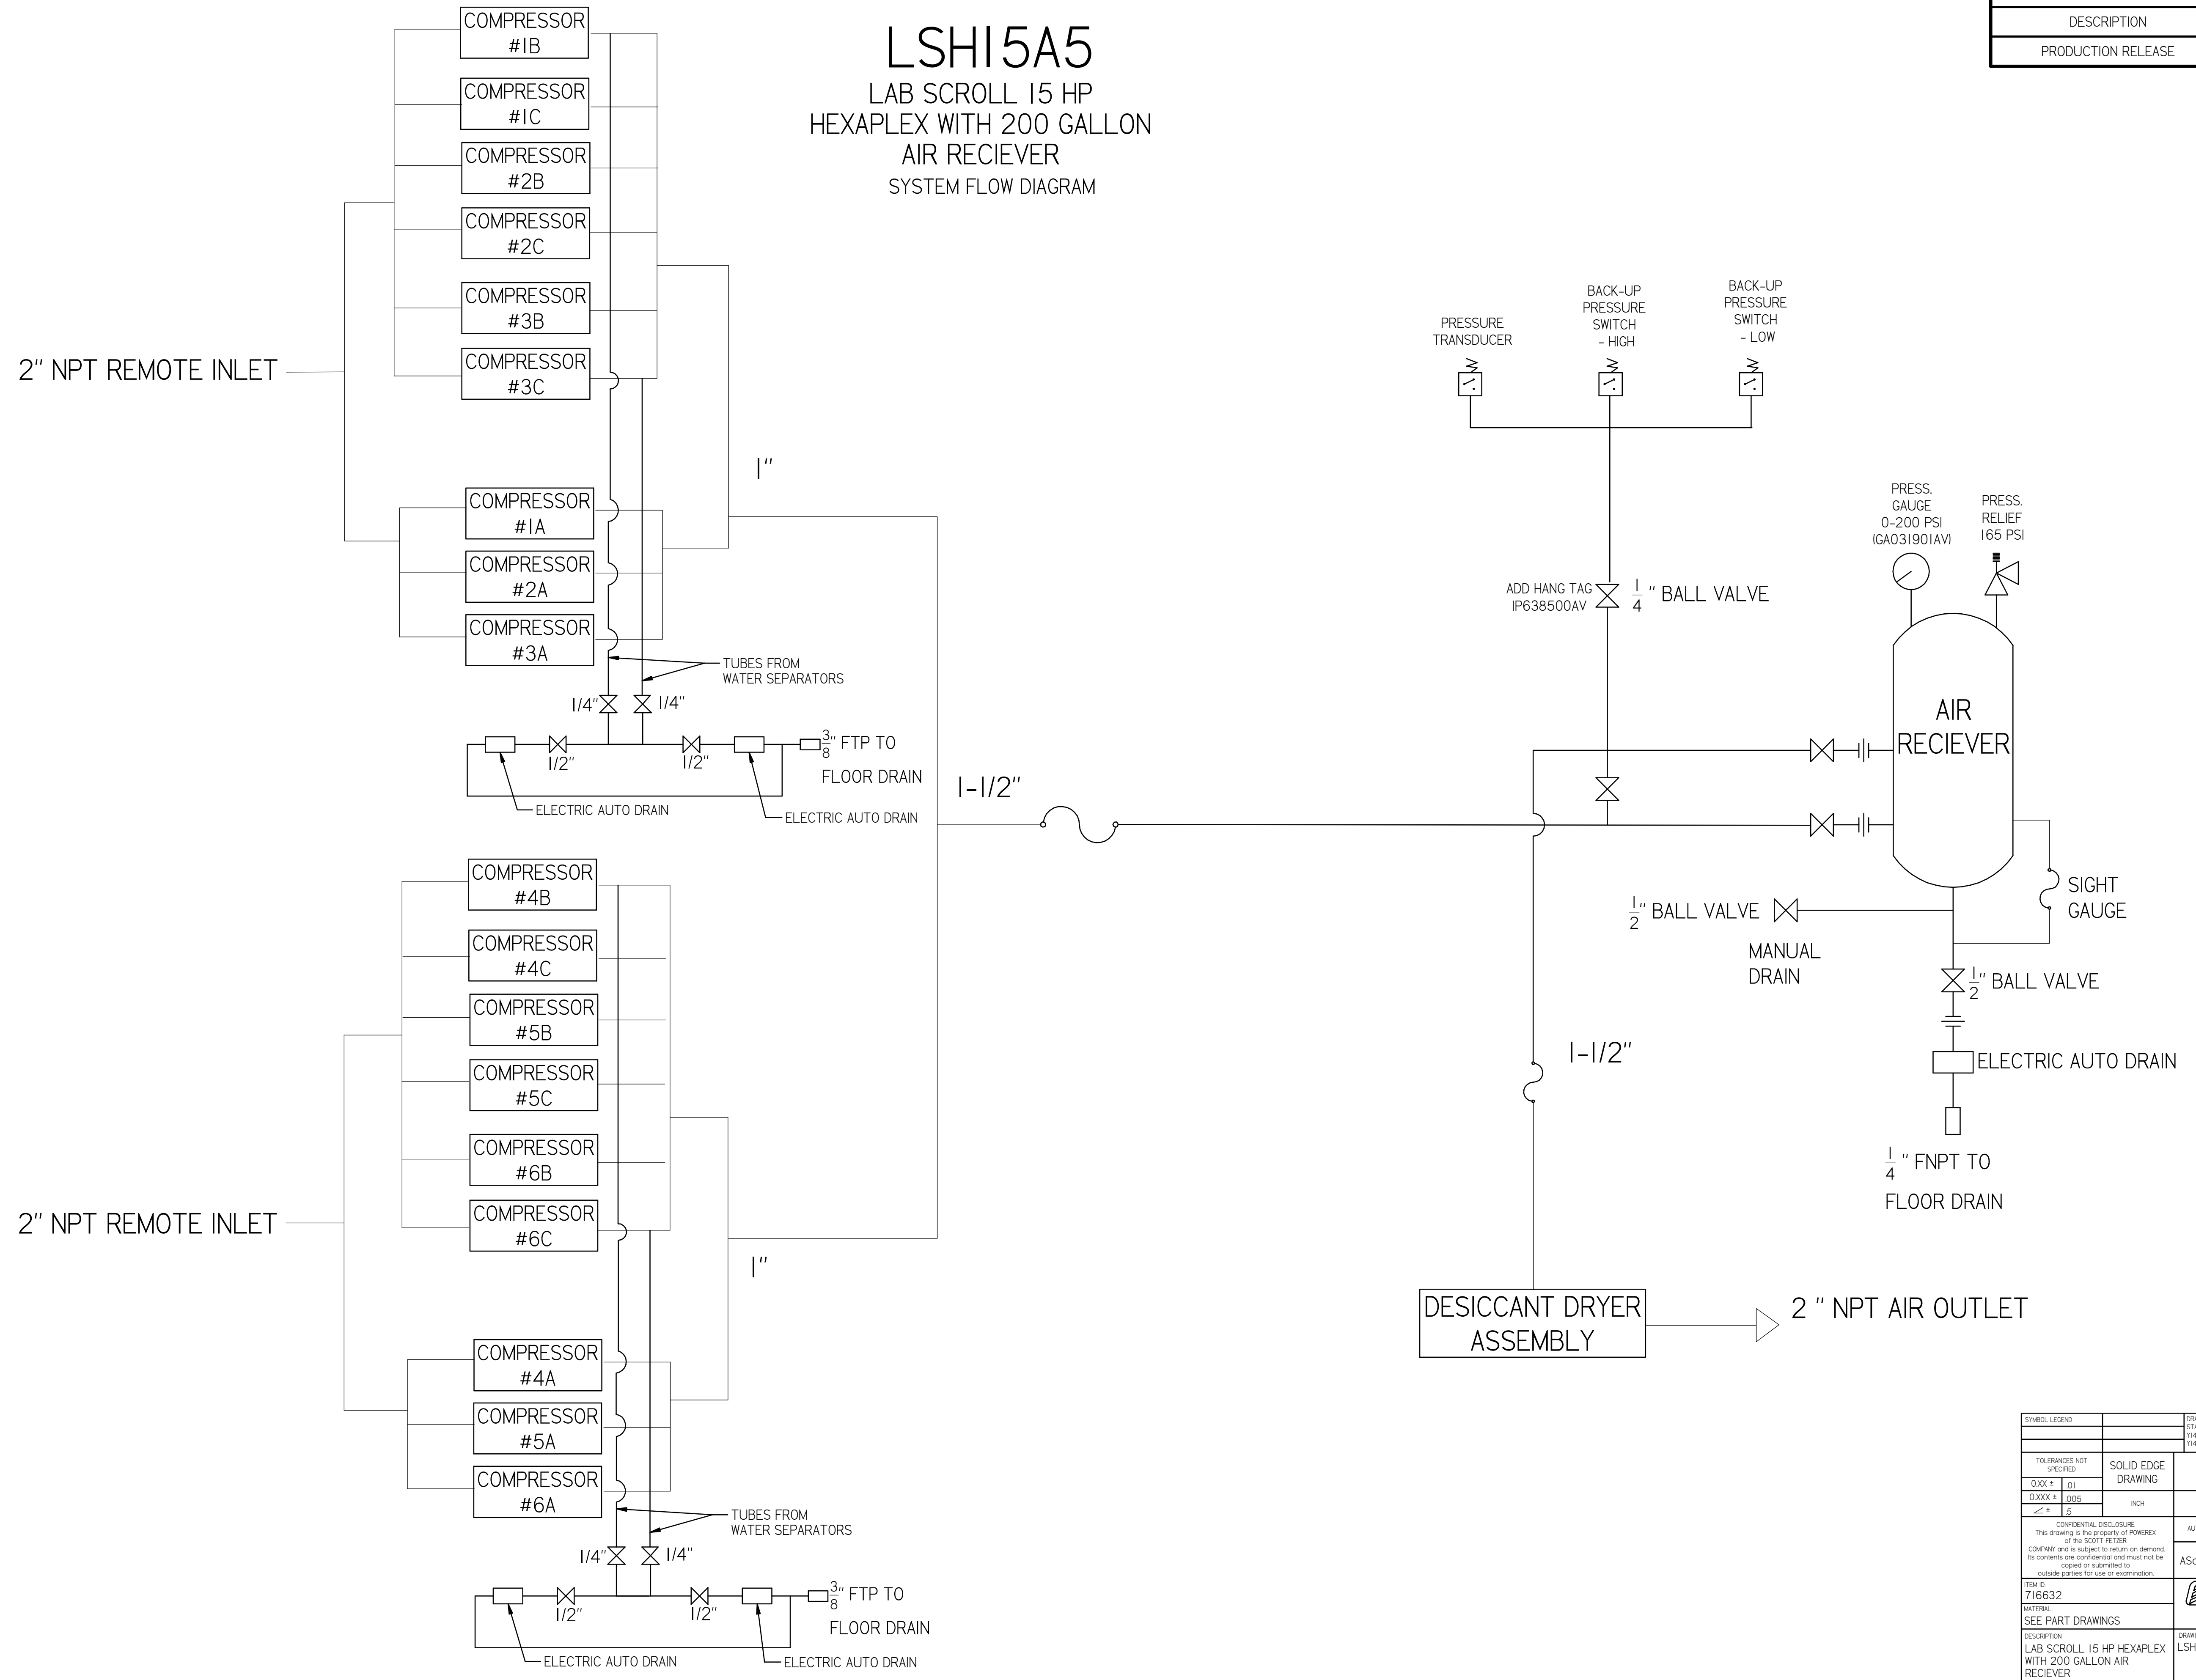 LSH15A5
LAB SCROLL 15 HP
HEXAPLEX WITH 200 GALLON
AIR RECIEVER
SYSTEM FLOW DIAGRAM
DESCRIPTION
PRODUCTION RELEASE
COMPRESSOR
#1B
COMPRESSOR
#1C
COMPRESSOR
#2B
COMPRESSOR
#2C
COMPRESSOR
#3B
COMPRESSOR
#3C
2" NPT REMOTE INLET
1"
COMPRESSOR
#1A
COMPRESSOR
#2A
COMPRESSOR
#3A
TUBES FROM
WATER SEPARATORS
1/4"
1/4"
1/2"
1/2"
3/8" FTP TO
FLOOR DRAIN
ELECTRIC AUTO DRAIN
ELECTRIC AUTO DRAIN
1-1/2"
COMPRESSOR
#4B
COMPRESSOR
#4C
COMPRESSOR
#5B
COMPRESSOR
#5C
COMPRESSOR
#6B
COMPRESSOR
#6C
2" NPT REMOTE INLET
1"
COMPRESSOR
#4A
COMPRESSOR
#5A
COMPRESSOR
#6A
TUBES FROM
WATER SEPARATORS
1/4"
1/4"
1/2"
1/2"
3/8" FTP TO
FLOOR DRAIN
ELECTRIC AUTO DRAIN
ELECTRIC AUTO DRAIN
PRESSURE
TRANSDUCER
BACK-UP
PRESSURE
SWITCH
- HIGH
BACK-UP
PRESSURE
SWITCH
- LOW
PRESS.
GAUGE
0-200 PSI
(GA031901AV)
PRESS.
RELIEF
165 PSI
ADD HANG TAG
IP638500AV
1/4 " BALL VALVE
AIR
RECIEVER
SIGHT
GAUGE
1/2" BALL VALVE
MANUAL
DRAIN
1/2" BALL VALVE
ELECTRIC AUTO DRAIN
1/4 " FNPT TO
FLOOR DRAIN
1-1/2"
DESICCANT DRYER
ASSEMBLY
2 " NPT AIR OUTLET
SYMBOL LEGEND
TOLERANCES NOT
SPECIFIED
SOLID EDGE
DRAWING
0.XX ± .01
0.XXX ± .005
∠ ± .5
INCH
CONFIDENTIAL DISCLOSURE
This drawing is the property of POWEREX
of the SCOTT FETZER
COMPANY and is subject to return on demand.
Its contents are confidential and must not be
copied or submitted to
outside parties for use or examination.
ITEM ID
716632
MATERIAL:
SEE PART DRAWINGS
DESCRIPTION
LAB SCROLL 15 HP HEXAPLEX
WITH 200 GALLON AIR
RECIEVER